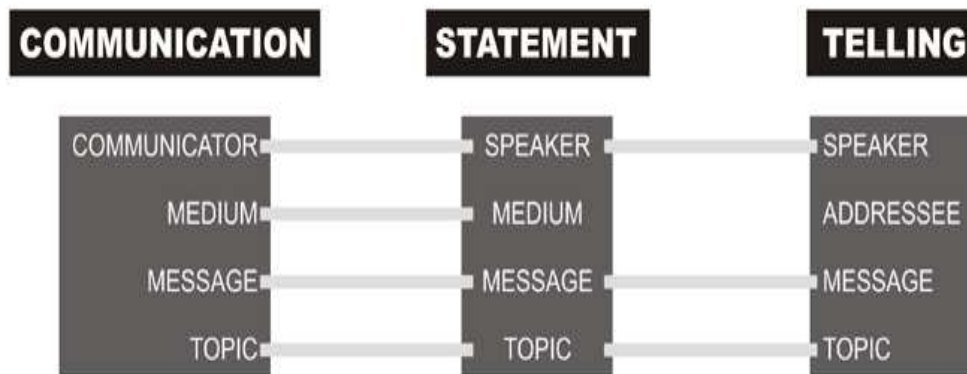 COMMUNICATION STATEMENT TELLING
COMMUNICATOR SPEAKER SPEAKER
MEDIUM MEDIUM ADDRESSEE
MESSAGE MESSAGE MESSAGE
TOPIC TOPIC TOPIC